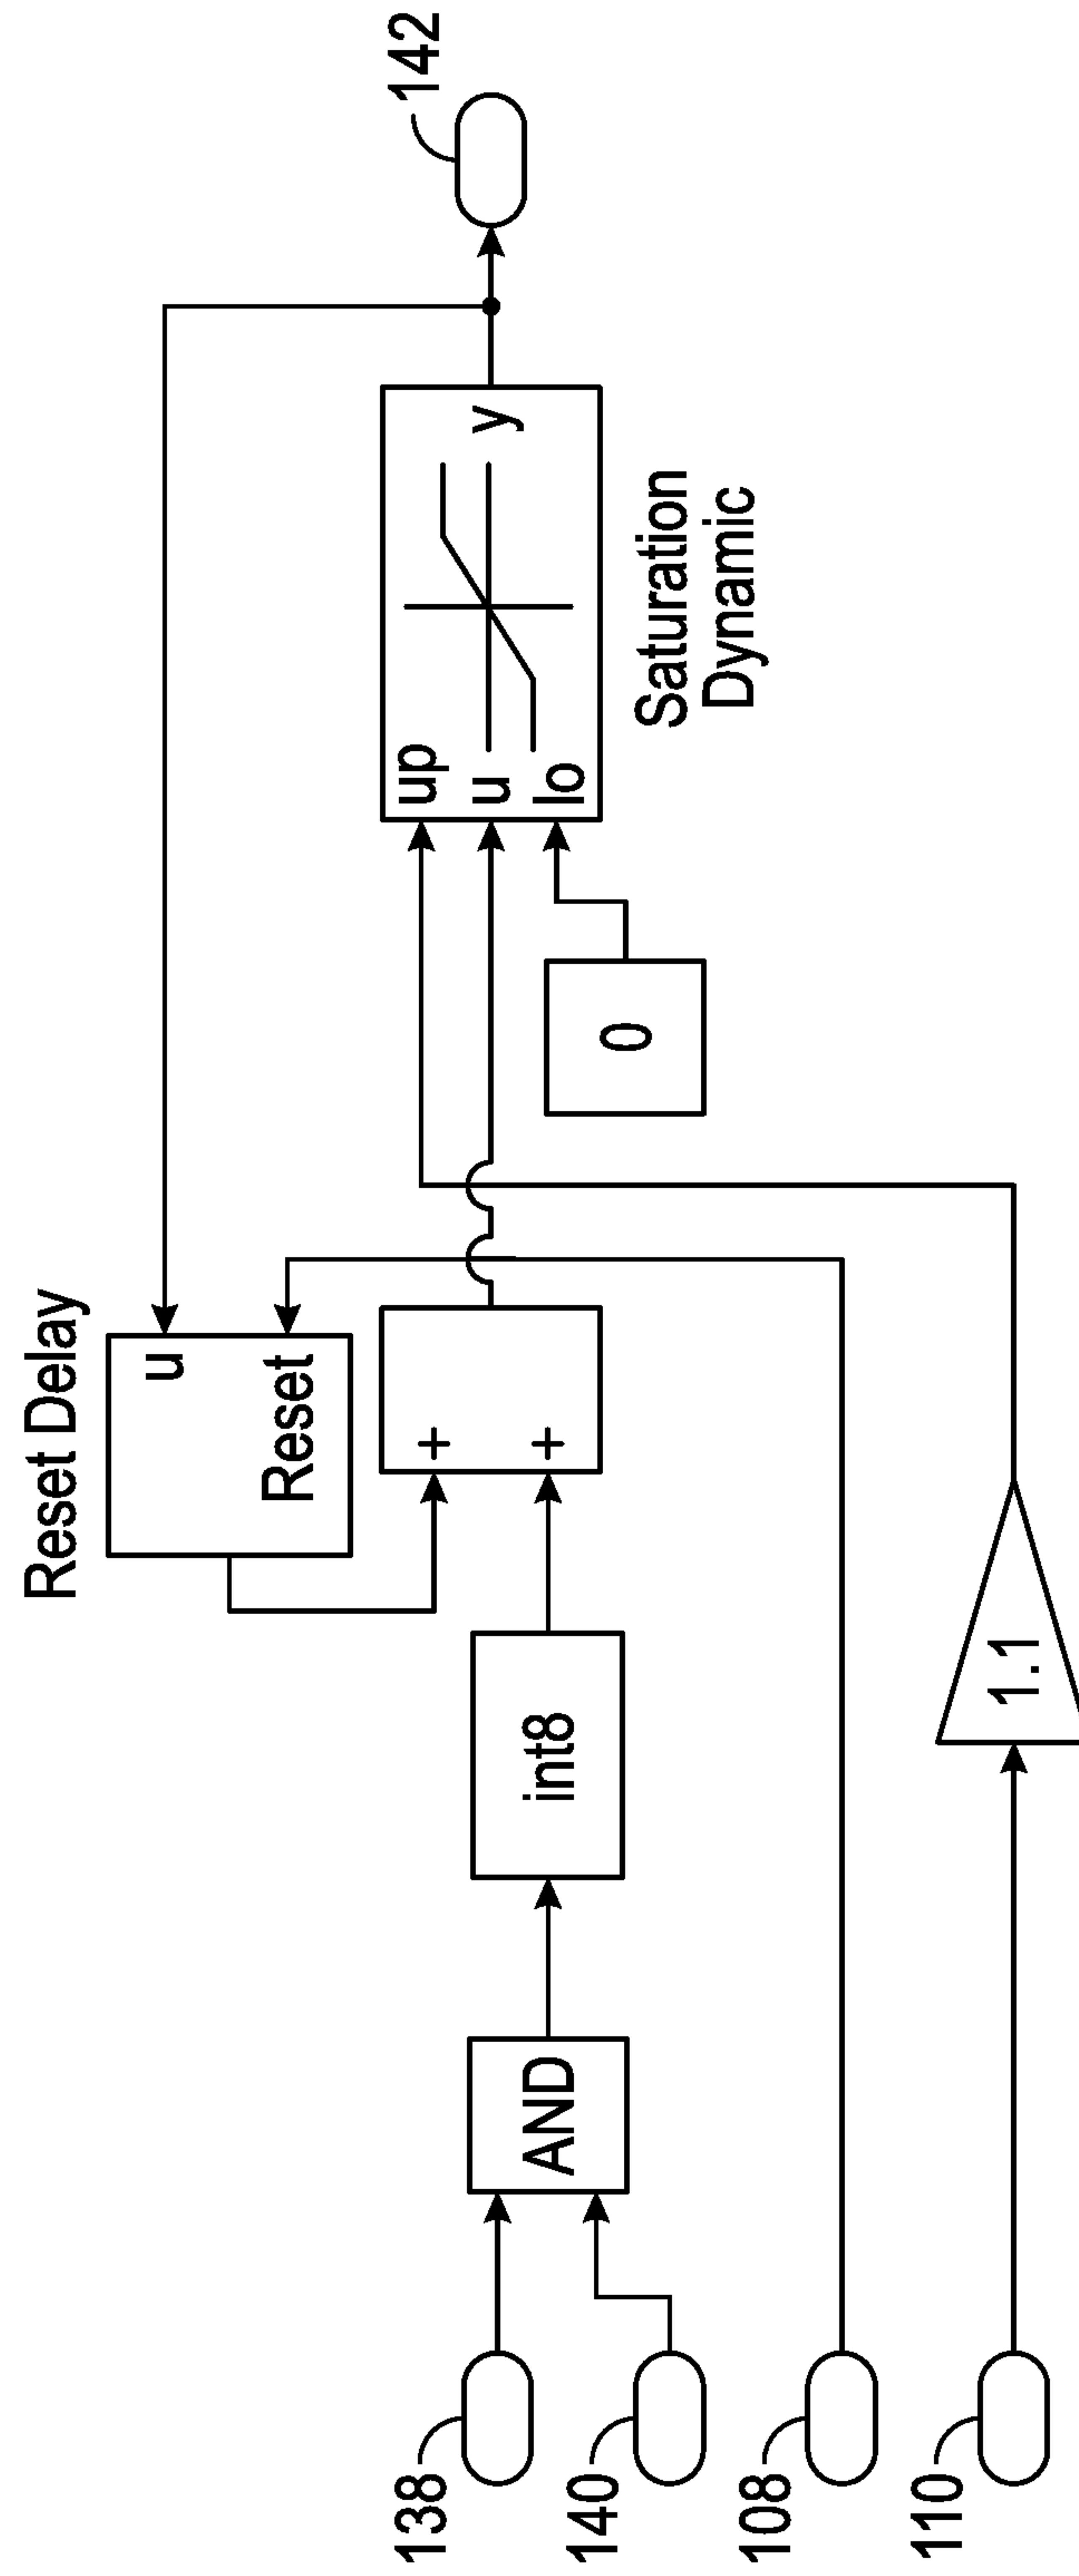 Reset Delay
u
Reset
142
+
+
up
u
lo
y
Saturation
Dynamic
0
138
140
AND
int8
108
110
1.1